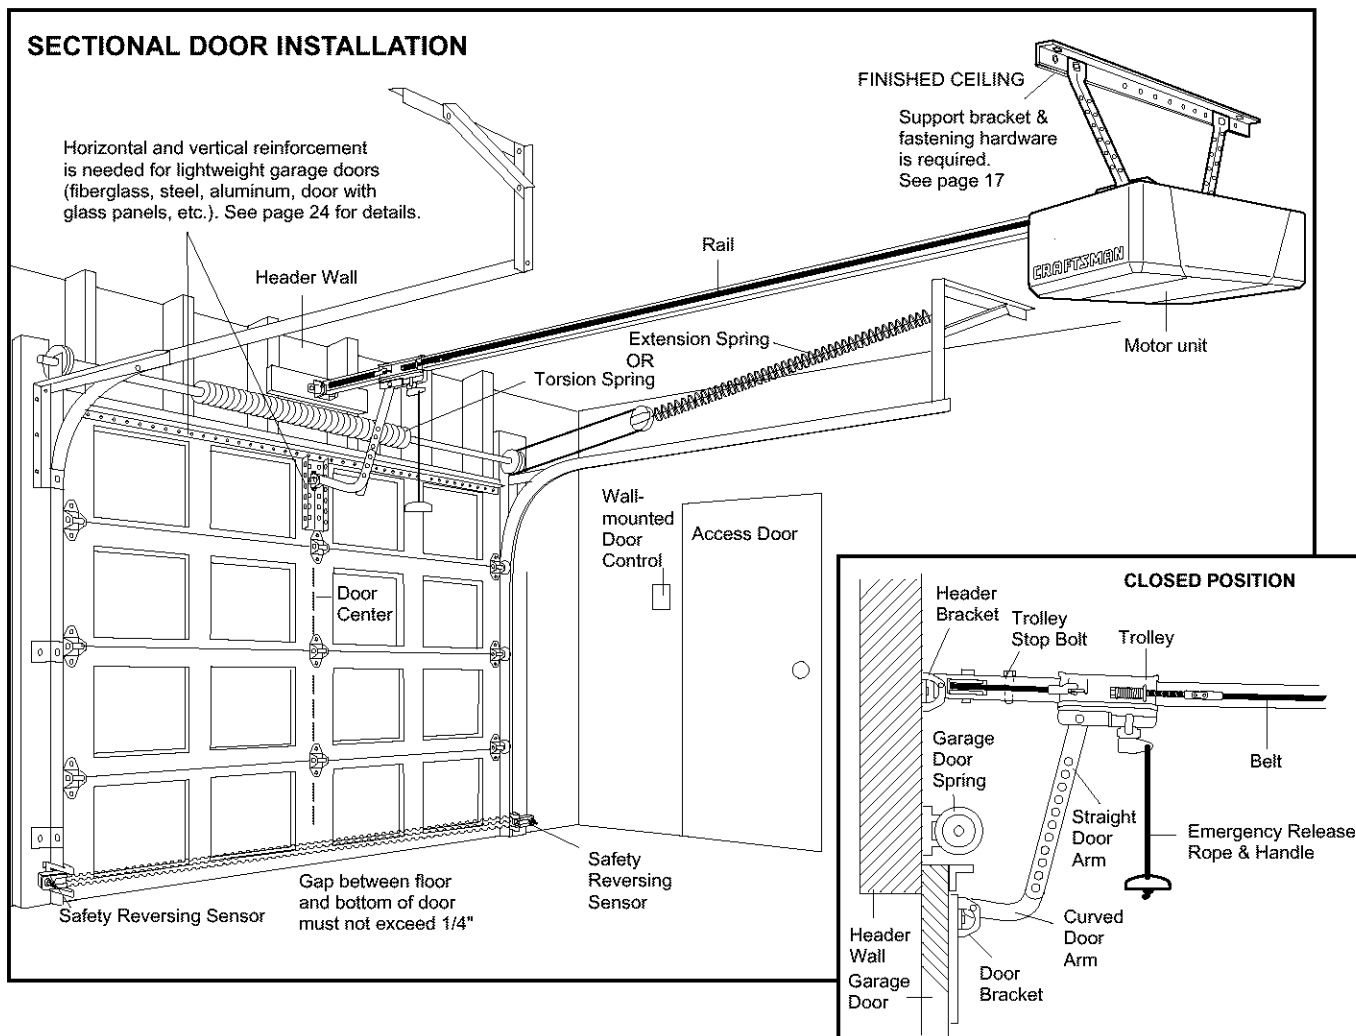 SECTIONAL DOOR INSTALLATION
FINISHED CEILING
Support bracket &
fastening hardware
is required.
See page 17
Horizontal and vertical reinforcement
is needed for lightweight garage doors
(fiberglass, steel, aluminum, door with
glass panels, etc.). See page 24 for details.
Rail
Header Wall
CRAFTSMAN
Extension Spring
OR
Torsion Spring
Motor unit
Wall-
mounted
Door
Control
Access Door
Door
Center
Safety
Reversing
Sensor
Gap between floor
and bottom of door
must not exceed 1/4"
Safety Reversing Sensor
CLOSED POSITION
Header
Bracket
Trolley
Stop Bolt
Trolley
Garage
Door
Spring
Belt
Straight
Door
Arm
Emergency Release
Rope & Handle
Curved
Door
Arm
Header
Wall
Garage
Door
Door
Bracket